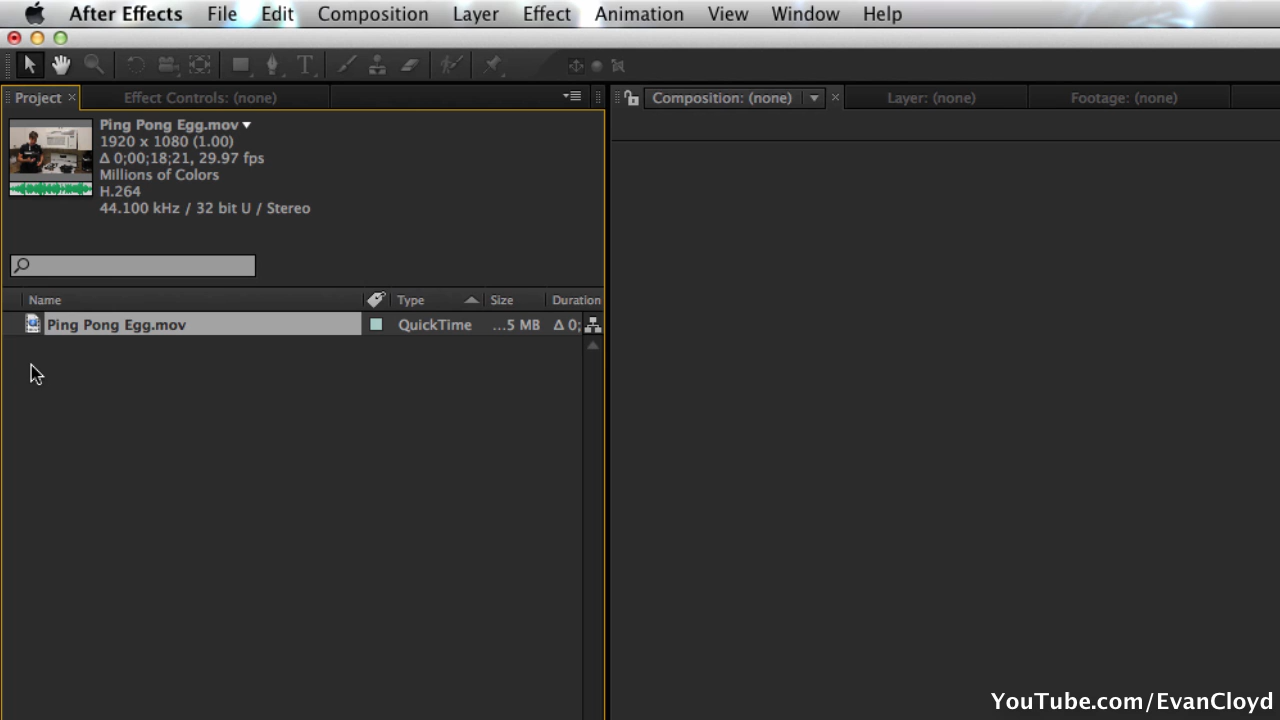 After Effects File Edit Composition Layer Effect Animation View Window Help
Project Effect Controls: (none) Composition: (none) Layer: (none) Footage: (none)
Ping Pong Egg.mov
1920 x 1080 (1.00)
Δ 0;00;18;21, 29.97 fps
Millions of Colors
H.264
44.100 kHz / 32 bit U / Stereo
Name Type Size Duration
Ping Pong Egg.mov QuickTime ...5 MB Δ 0;
YouTube.com/EvanCloyd